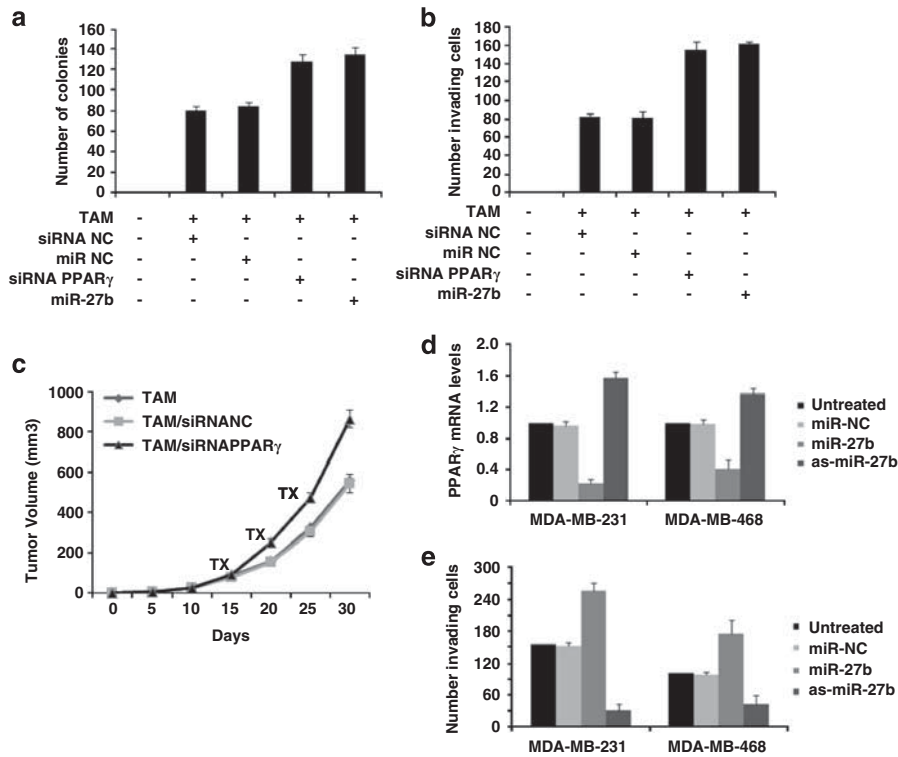 a
160
140
120
100
80
60
40
20
0
Number of colonies
TAM - + + + +
siRNA NC - + - - -
miR NC - - + - -
siRNA PPARγ - - - + -
miR-27b - - - - +
b
180
160
140
120
100
80
60
40
20
0
Number invading cells
TAM - + + + +
siRNA NC - + - - -
miR NC - - + - -
siRNA PPARγ - - - + -
miR-27b - - - - +
c
1000
800
600
400
200
0
Tumor Volume (mm3)
TAM
TAM/siRNANC
TAM/siRNAPPARγ
TX
TX
TX
0 5 10 15 20 25 30
Days
d
2.0
1.6
1.2
0.8
0.4
0
PPARγ mRNA levels
MDA-MB-231 MDA-MB-468
Untreated
miR-NC
miR-27b
as-miR-27b
e
300
240
180
120
60
0
Number invading cells
MDA-MB-231 MDA-MB-468
Untreated
miR-NC
miR-27b
as-miR-27b